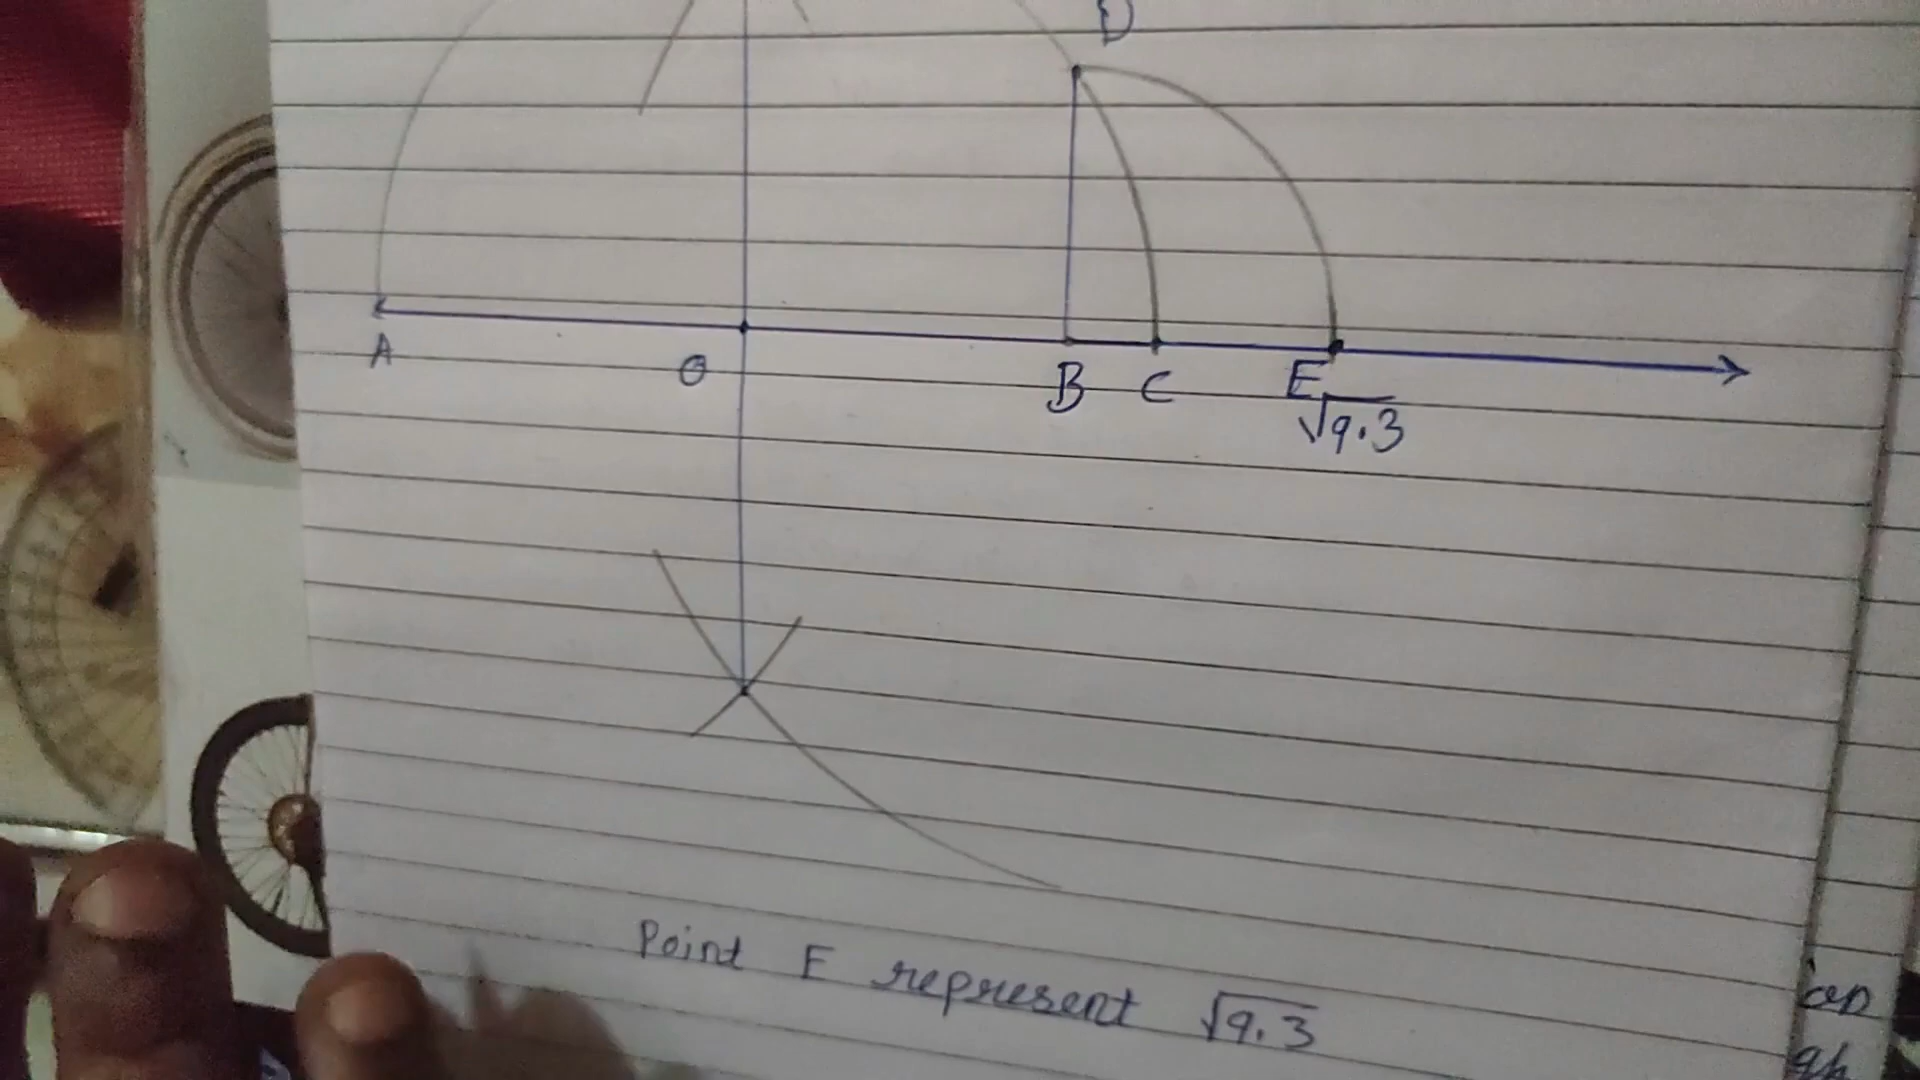 D
A
O
B
C
E
√9.3
Point E represent √9.3